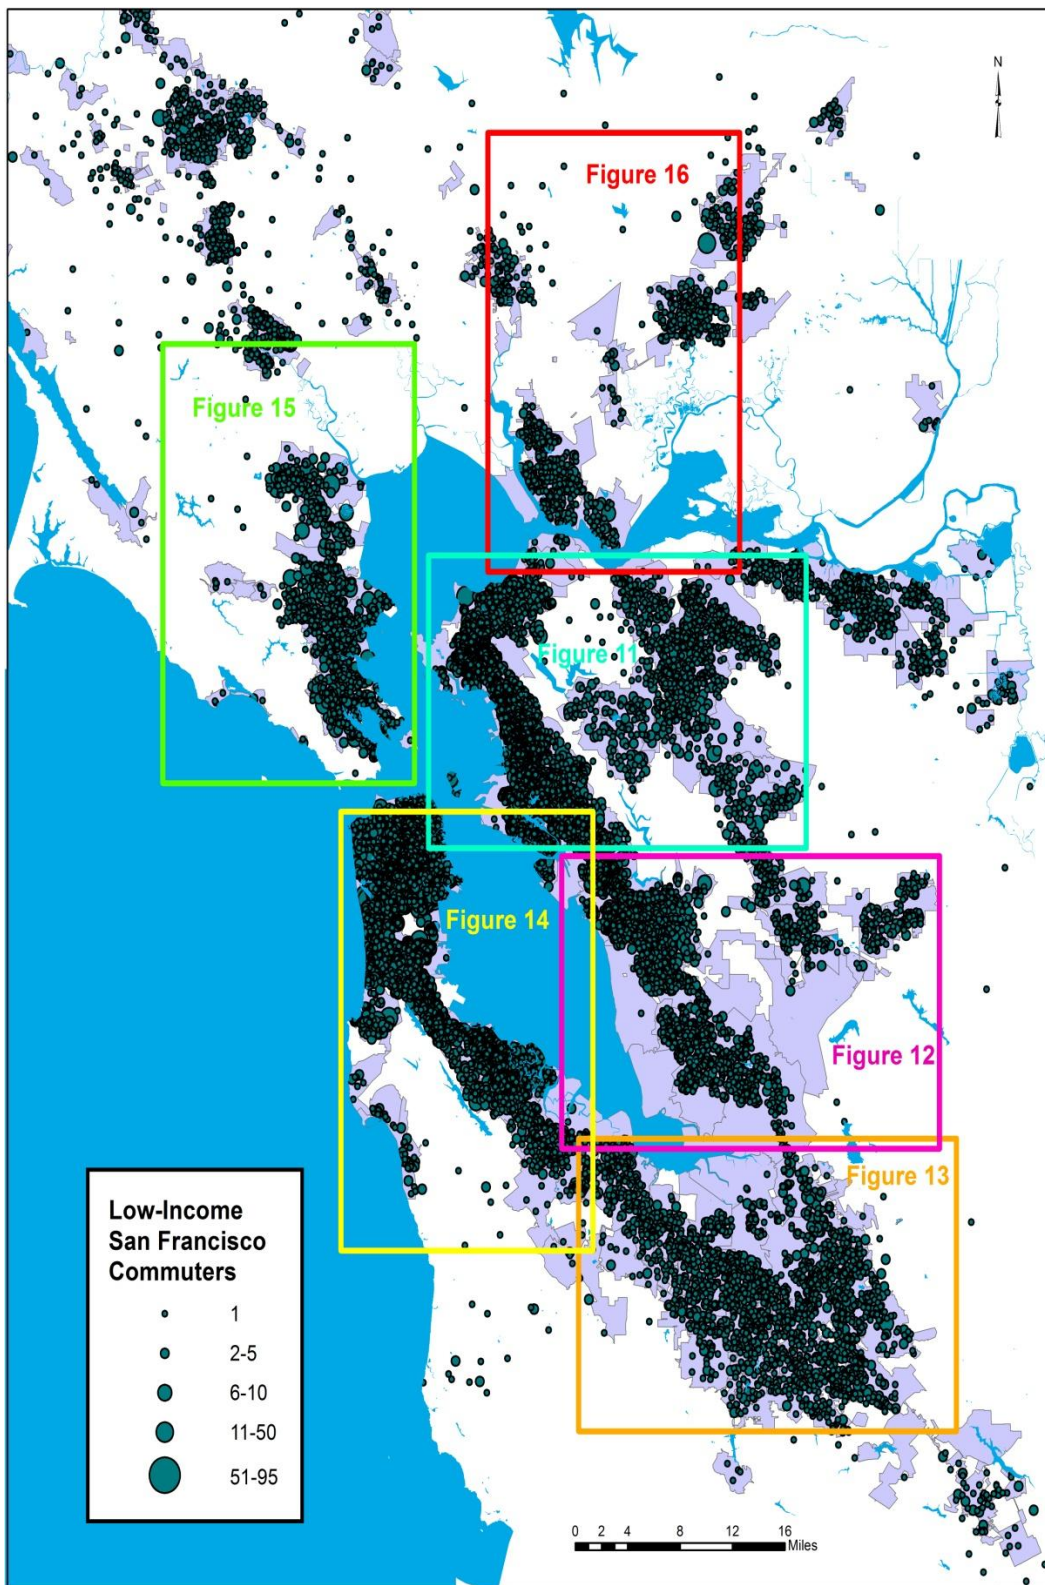 N
Figure 16
Figure 15
Figure 11
Figure 14
Figure 12
Figure 13
Low-Income
San Francisco
Commuters
1
2-5
6-10
11-50
51-95
0 2 4 8 12 16
Miles